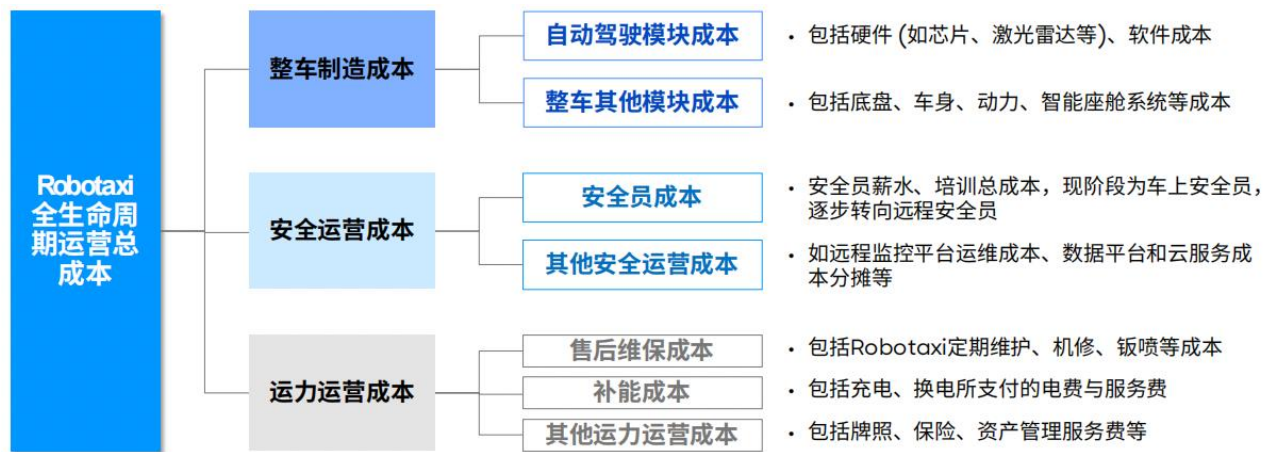 Robotaxi
全生命周
期运营总
成本
整车制造成本
自动驾驶模块成本
• 包括硬件 (如芯片、激光雷达等)、软件成本
整车其他模块成本
• 包括底盘、车身、动力、智能座舱系统等成本
安全运营成本
安全员成本
• 安全员薪水、培训总成本，现阶段为车上安全员，
逐步转向远程安全员
其他安全运营成本
• 如远程监控平台运维成本、数据平台和云服务成
本分摊等
运力运营成本
售后维保成本
• 包括Robotaxi定期维护、机修、钣喷等成本
补能成本
• 包括充电、换电所支付的电费与服务费
其他运力运营成本
• 包括牌照、保险、资产管理服务费等